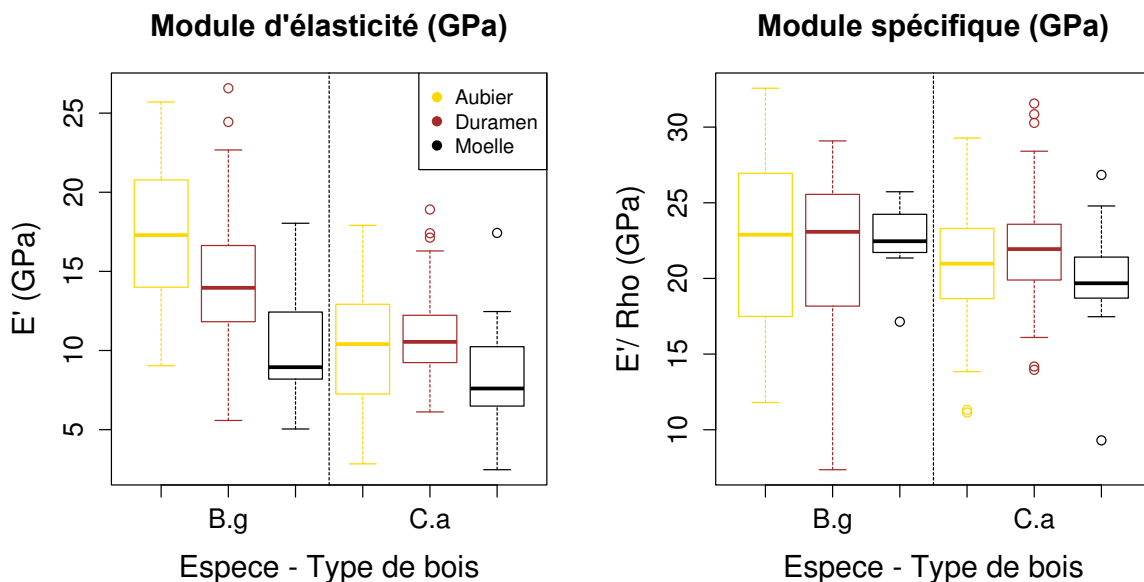 Module d'élasticité (GPa)
E' (GPa)
25
20
15
10
5
Aubier
Duramen
Moelle
B.g
C.a
Espece - Type de bois
Module spécifique (GPa)
E'/ Rho (GPa)
30
25
20
15
10
B.g
C.a
Espece - Type de bois